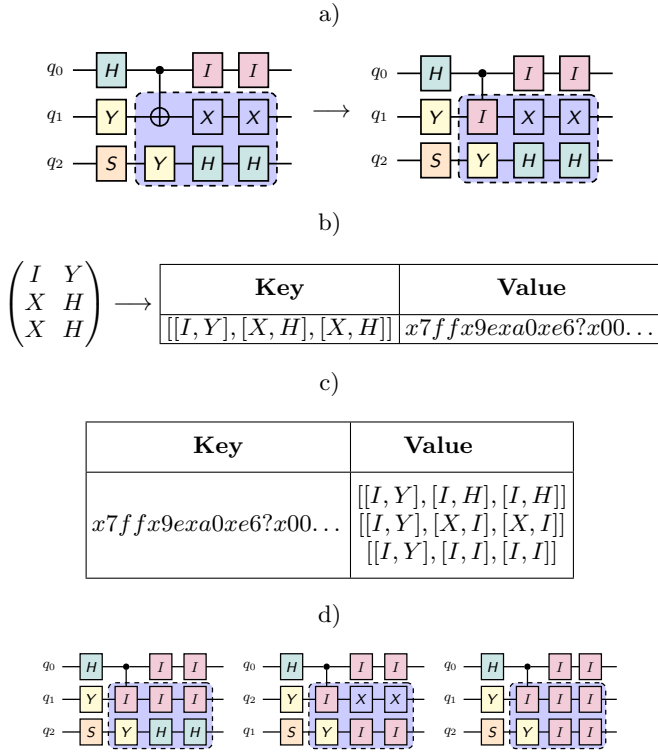 a)
q0 H I I q0 H I I
q1 Y X X → q1 Y I X X
q2 S Y H H q2 S Y H H
b)
I Y
X H
X H
→
Key Value
[[I, Y], [X, H], [X, H]] x7ffx9exa0xe6?x00...
c)
Key Value
x7ffx9exa0xe6?x00...
[[I, Y], [I, H], [I, H]]
[[I, Y], [X, I], [X, I]]
[[I, Y], [I, I], [I, I]]
d)
q0 H I I q0 H I I q0 H I I
q1 Y I I I q2 Y I X X q1 Y I I I
q2 S Y H H q1 S Y I I q2 S Y I I